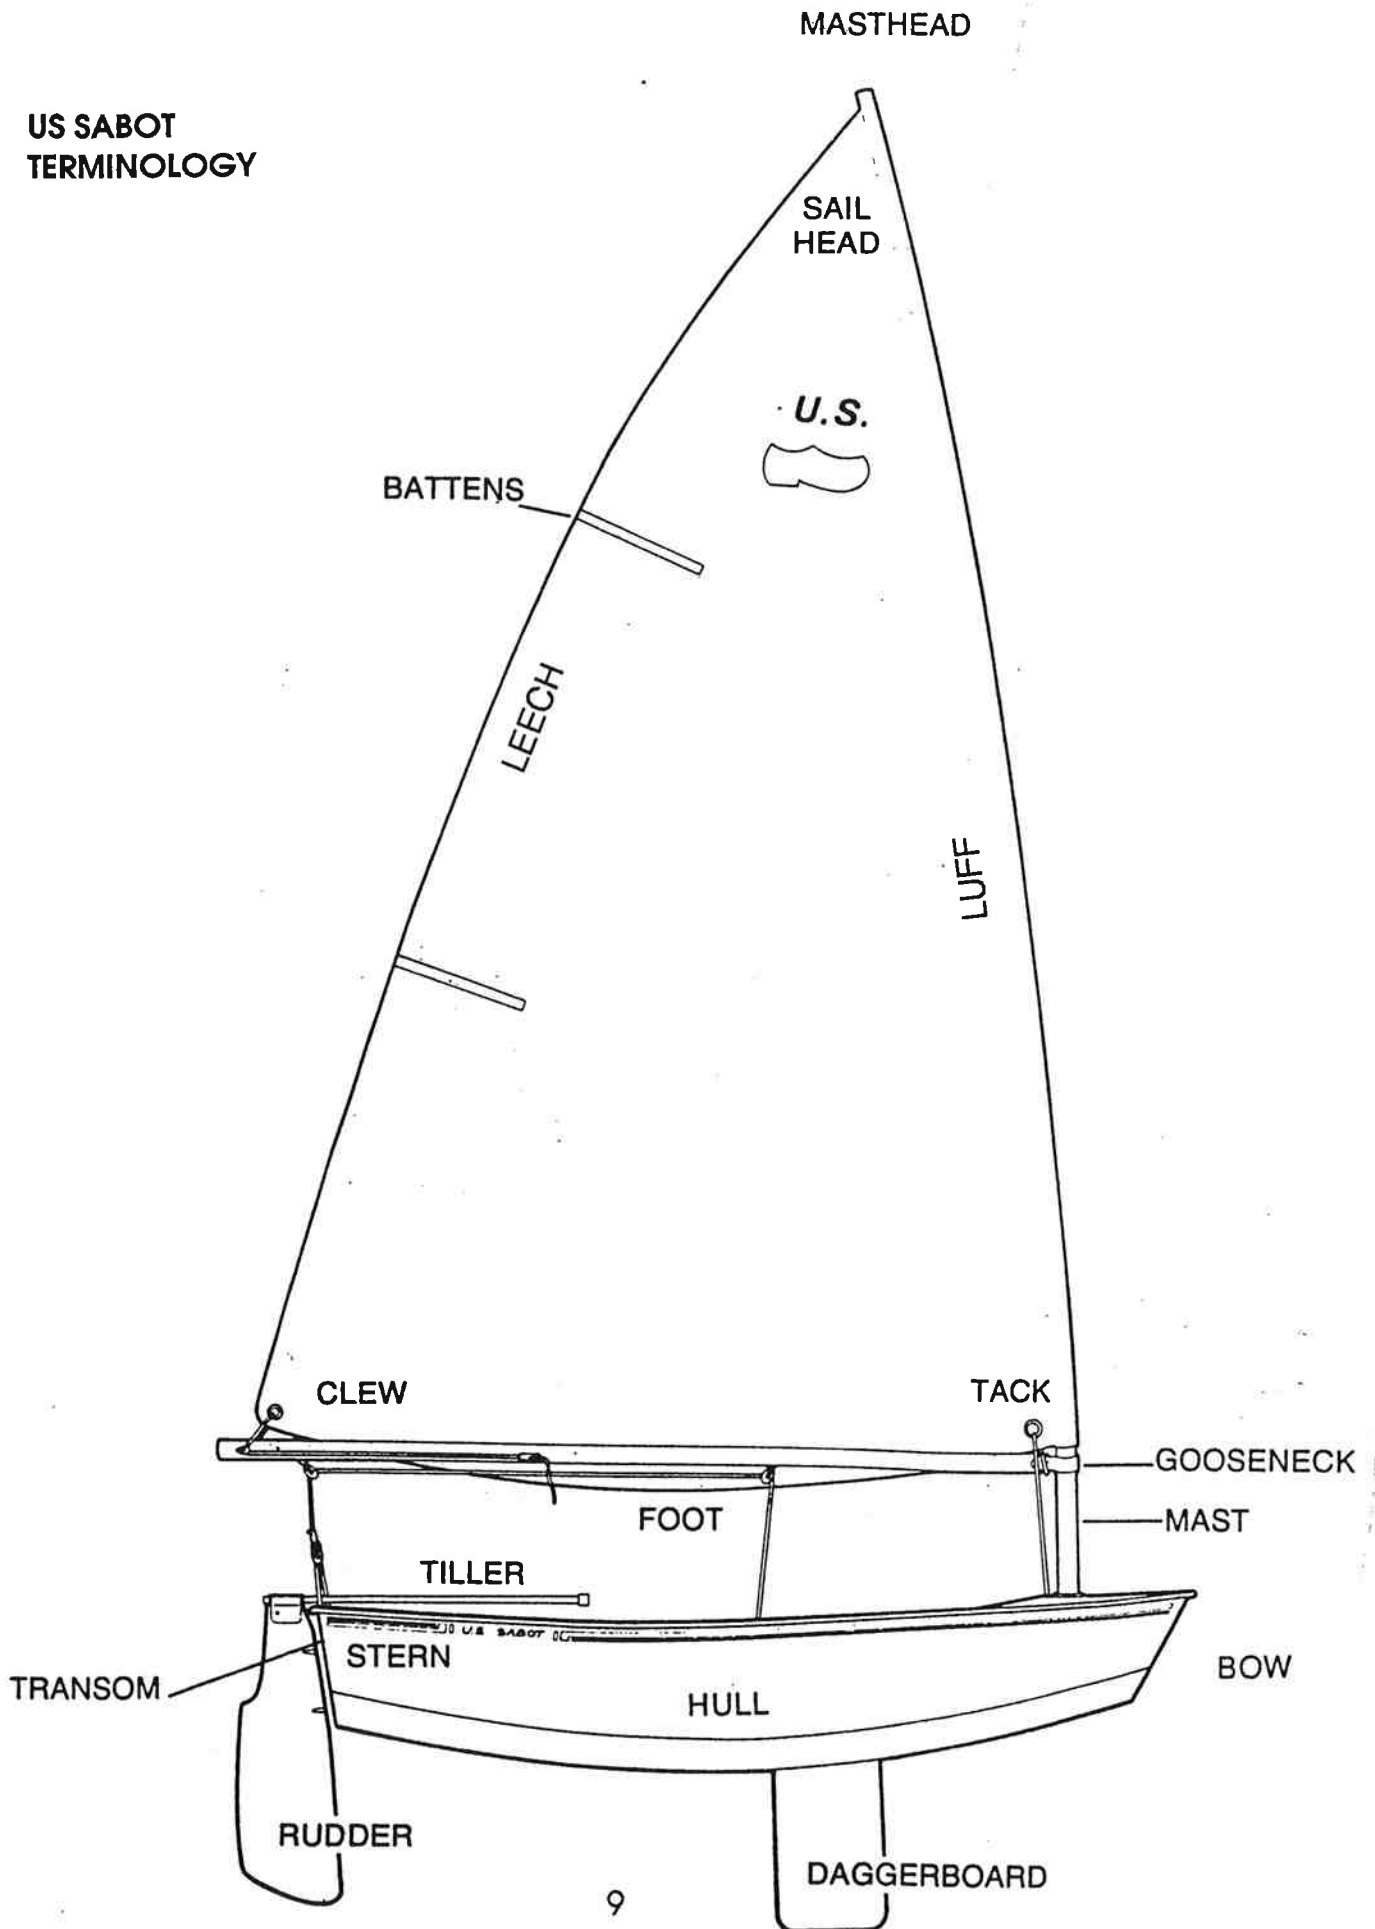 MASTHEAD
US SABOT
TERMINOLOGY
SAIL
HEAD
U.S.
BATTENS
LEECH
LUFF
CLEW
TACK
GOOSENECK
FOOT
MAST
TILLER
U.S SABOT
STERN
BOW
TRANSOM
HULL
RUDDER
DAGGERBOARD
9